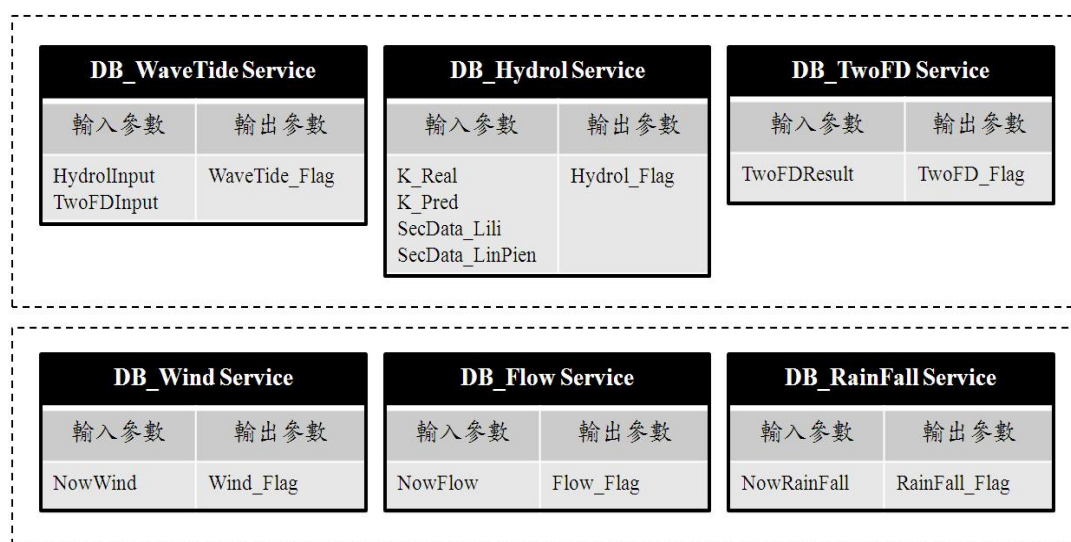 DB_WaveTide Service
輸入參數 輸出參數
HydrolInput WaveTide_Flag
TwoFDInput
DB_Hydrol Service
輸入參數 輸出參數
K_Real Hydrol_Flag
K_Pred
SecData_Lili
SecData_LinPien
DB_TwoFD Service
輸入參數 輸出參數
TwoFDResult TwoFD_Flag
DB_Wind Service
輸入參數 輸出參數
NowWind Wind_Flag
DB_Flow Service
輸入參數 輸出參數
NowFlow Flow_Flag
DB_RainFall Service
輸入參數 輸出參數
NowRainFall RainFall_Flag